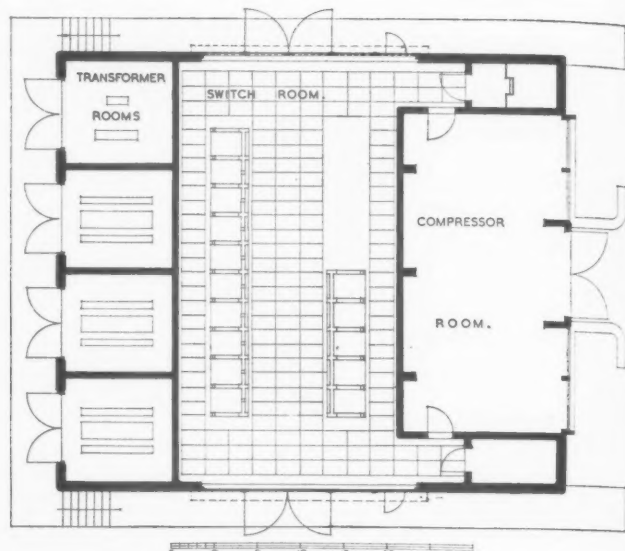 TRANSFORMER
ROOMS
SWITCH ROOM.
COMPRESSOR
ROOM.